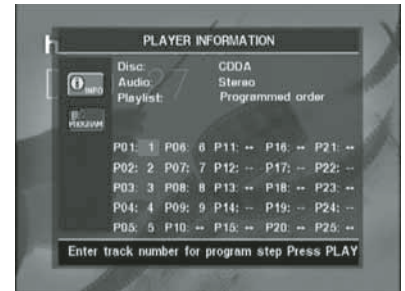 PLAYER INFORMATION
Disc: CDDA
Audio: Stereo
Playlist: Programmed order
INFO
PROGRAM
P01: 1 P06: 6 P11: -- P16: -- P21: --
P02: 2 P07: 7 P12: -- P17: -- P22: --
P03: 3 P08: 8 P13: -- P18: -- P23: --
P04: 4 P09: 9 P14: -- P19: -- P24: --
P05: 5 P10: -- P15: -- P20: -- P25: --
Enter track number for program step Press PLAY